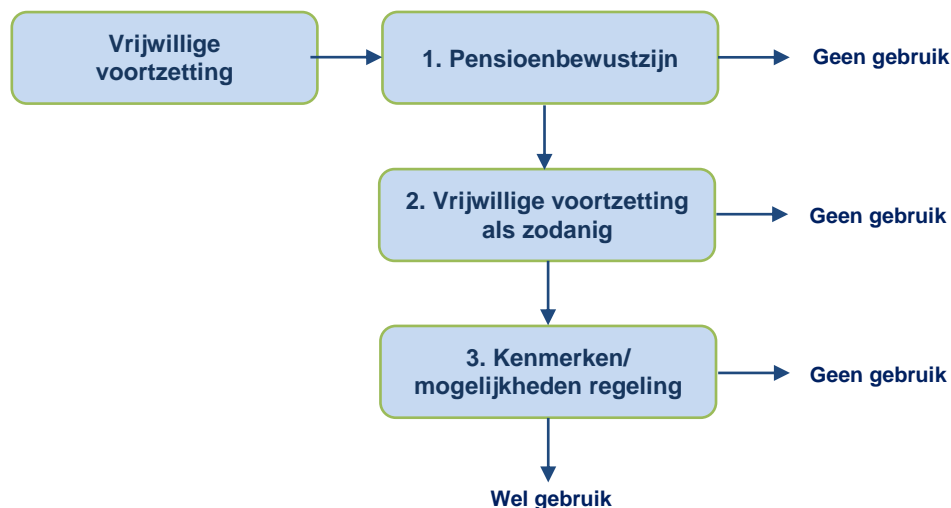 Vrijwillige
voortzetting
1. Pensioenbewustzijn
Geen gebruik
2. Vrijwillige voortzetting
als zodanig
Geen gebruik
3. Kenmerken/
mogelijkheden regeling
Geen gebruik
Wel gebruik